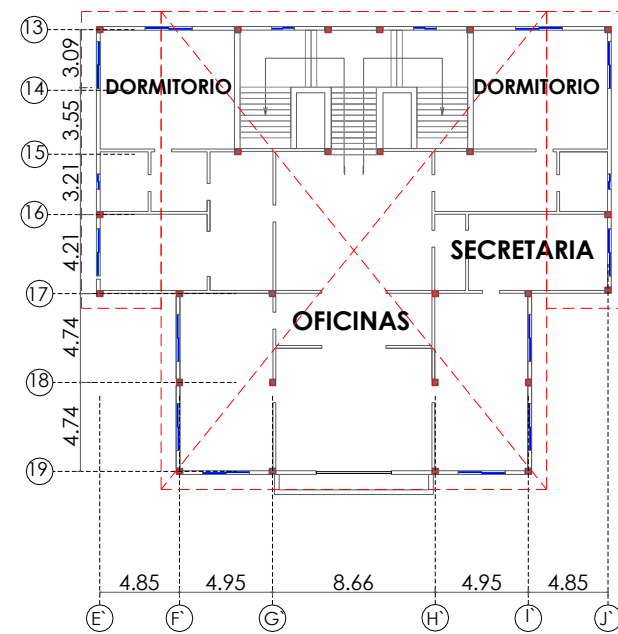 13
3.09
DORMITORIO
DORMITORIO
14
3.55
15
3.21
16
SECRETARIA
4.21
17
OFICINAS
4.74
18
4.74
19
4.85 4.95 8.66 4.95 4.85
E` F` G` H` I` J`